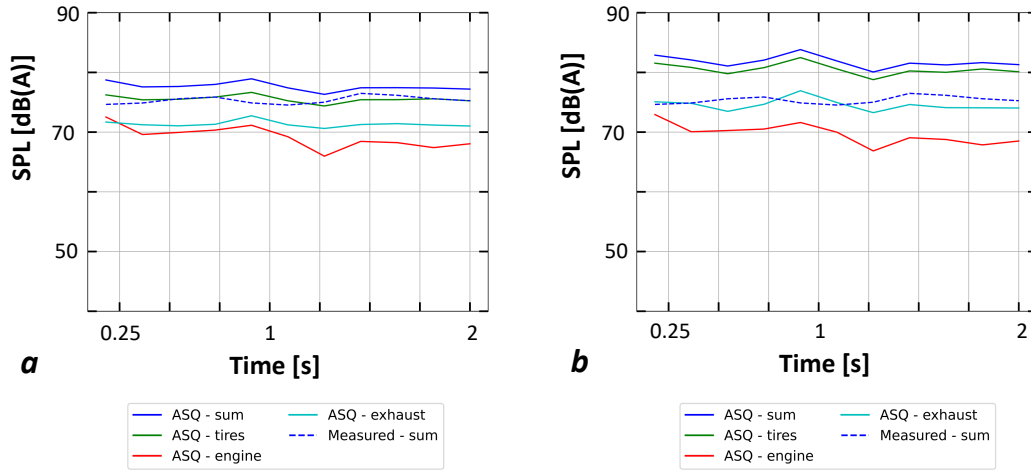 90
70
50
SPL [dB(A)]
0.25
1
2
Time [s]
a
ASQ - sum
ASQ - tires
ASQ - engine
ASQ - exhaust
Measured - sum
90
70
50
SPL [dB(A)]
0.25
1
2
Time [s]
b
ASQ - sum
ASQ - tires
ASQ - engine
ASQ - exhaust
Measured - sum